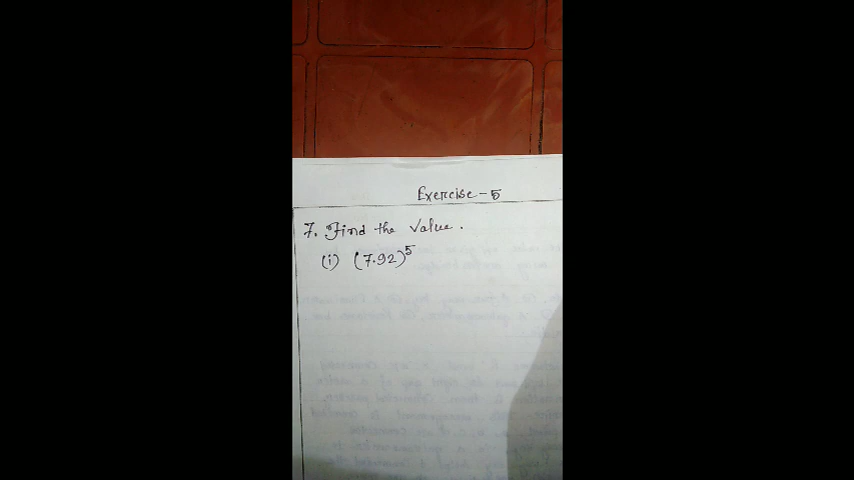 Exercise-5
7. Find the value.
(i) (7.92)⁵